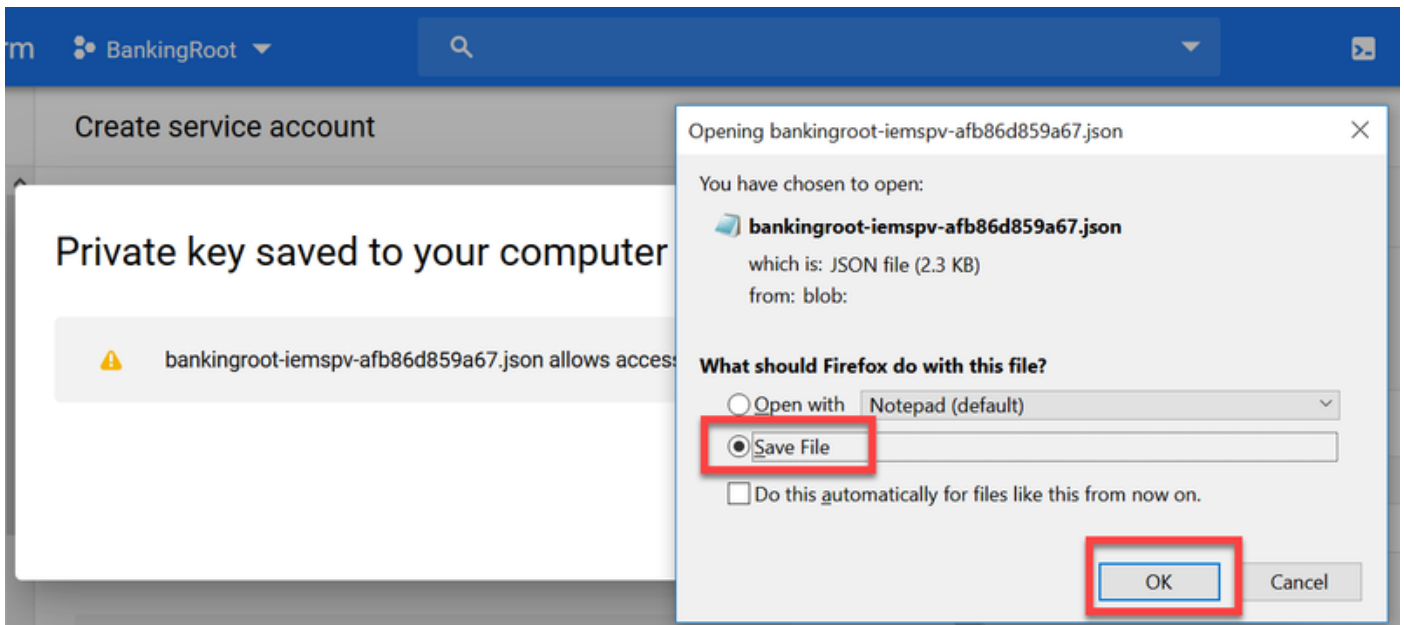 rm BankingRoot
Create service account
Private key saved to your computer
bankingroot-iemspv-afb86d859a67.json allows
Opening bankingroot-iemspv-afb86d859a67.json
You have chosen to open:
bankingroot-iemspv-afb86d859a67.json
which is: JSON file (2.3 KB)
from: blob:
What should Firefox do with this file?
Open with Notepad (default)
Save File
Do this automatically for files like this from now on.
OK Cancel